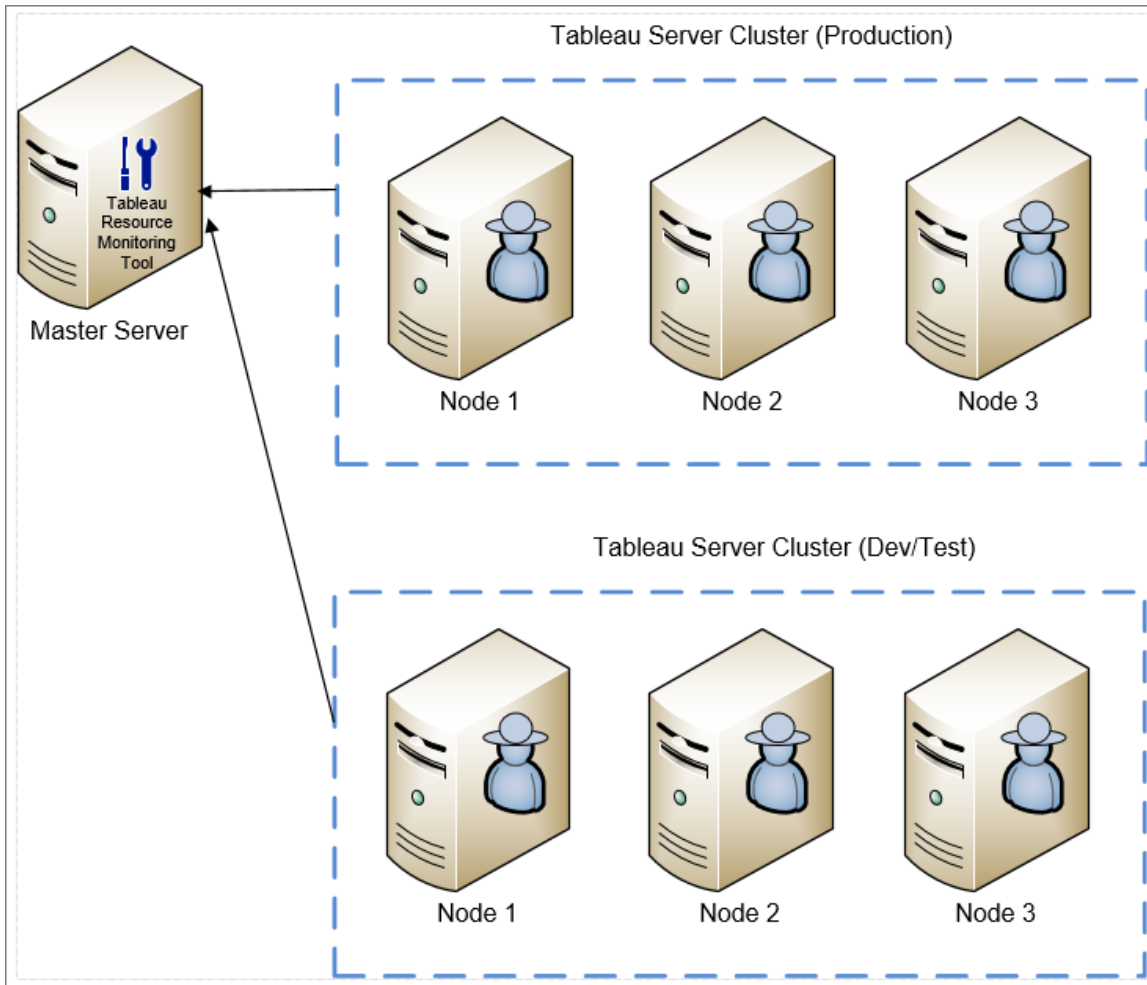 Tableau Server Cluster (Production)
Tableau
Resource
Monitoring
Tool
Master Server
Node 1
Node 2
Node 3
Tableau Server Cluster (Dev/Test)
Node 1
Node 2
Node 3